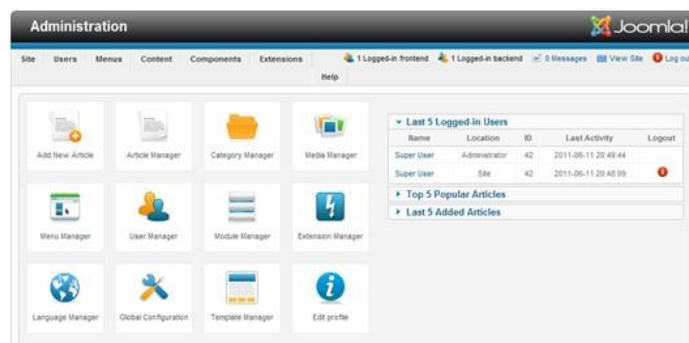 Administration
Joomla!
Site Users Menus Content Components Extensions
1 Logged-in frontend 1 Logged-in backend 0 Messages View Site Log out
Help
Add New Article Article Manager Category Manager Media Manager
Menu Manager User Manager Module Manager Extension Manager
Language Manager Global Configuration Template Manager Edit profile
Last 5 Logged-in Users
Name Location ID Last Activity Logout
Super User Administrator 42 2011-06-11 20:49:44
Super User Site 42 2011-06-11 20:48:09
Top 5 Popular Articles
Last 5 Added Articles